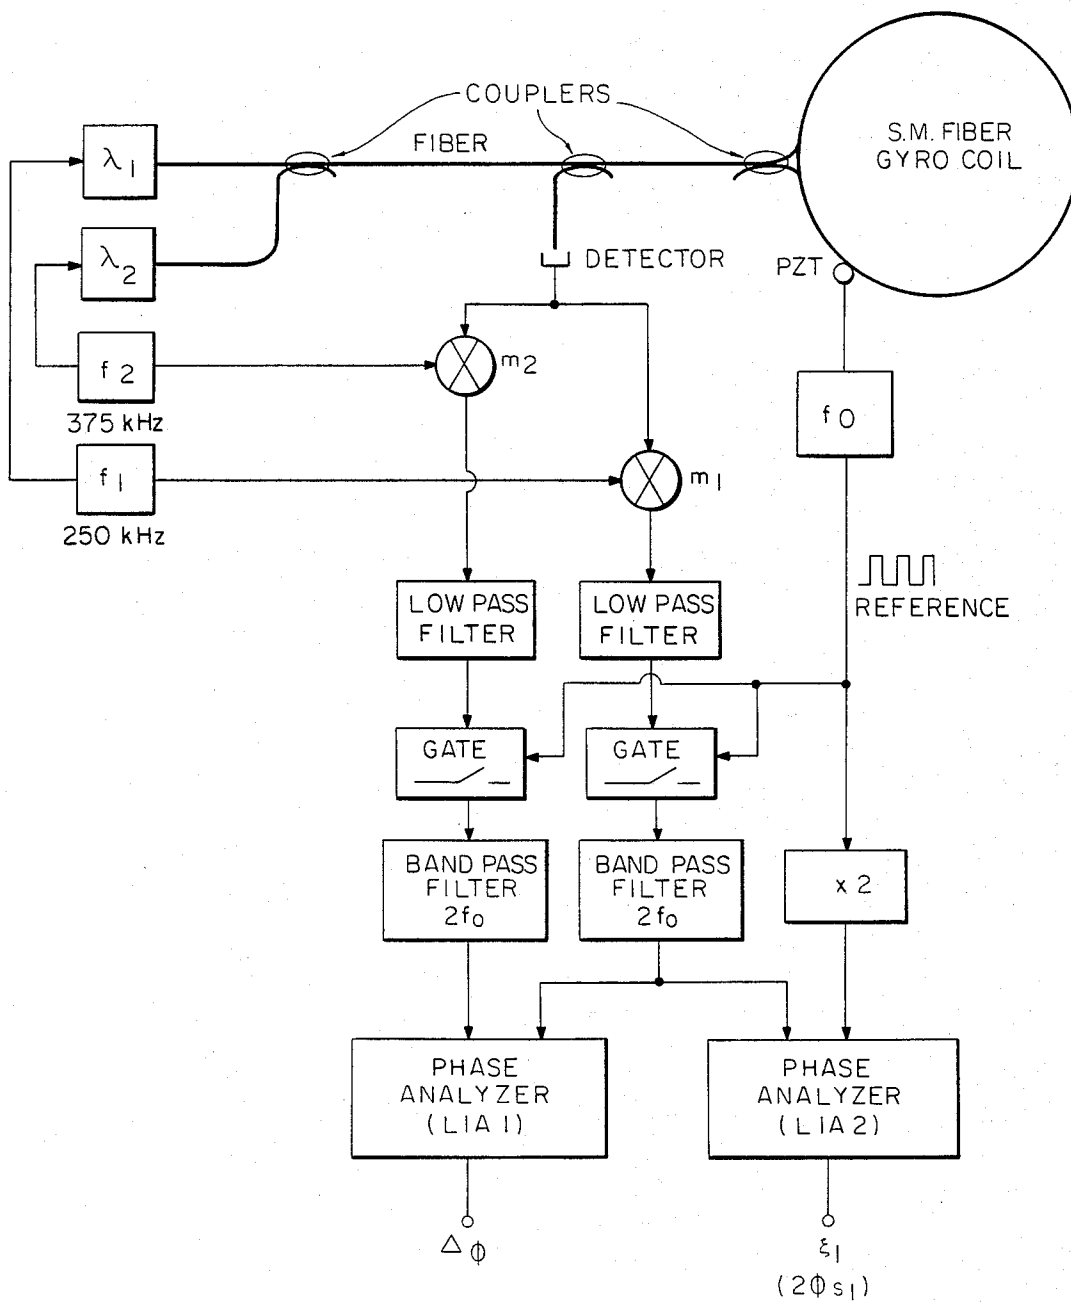 COUPLERS
FIBER
S.M. FIBER
GYRO COIL
λ1
λ2
DETECTOR
PZT
f2
375 kHz
m2
f0
f1
250 kHz
m1
REFERENCE
LOW PASS
FILTER
LOW PASS
FILTER
GATE
GATE
BAND PASS
FILTER
2f0
BAND PASS
FILTER
2f0
x 2
PHASE
ANALYZER
(LIA 1)
PHASE
ANALYZER
(LIA 2)
Δϕ
ξ1
(2ϕs1)